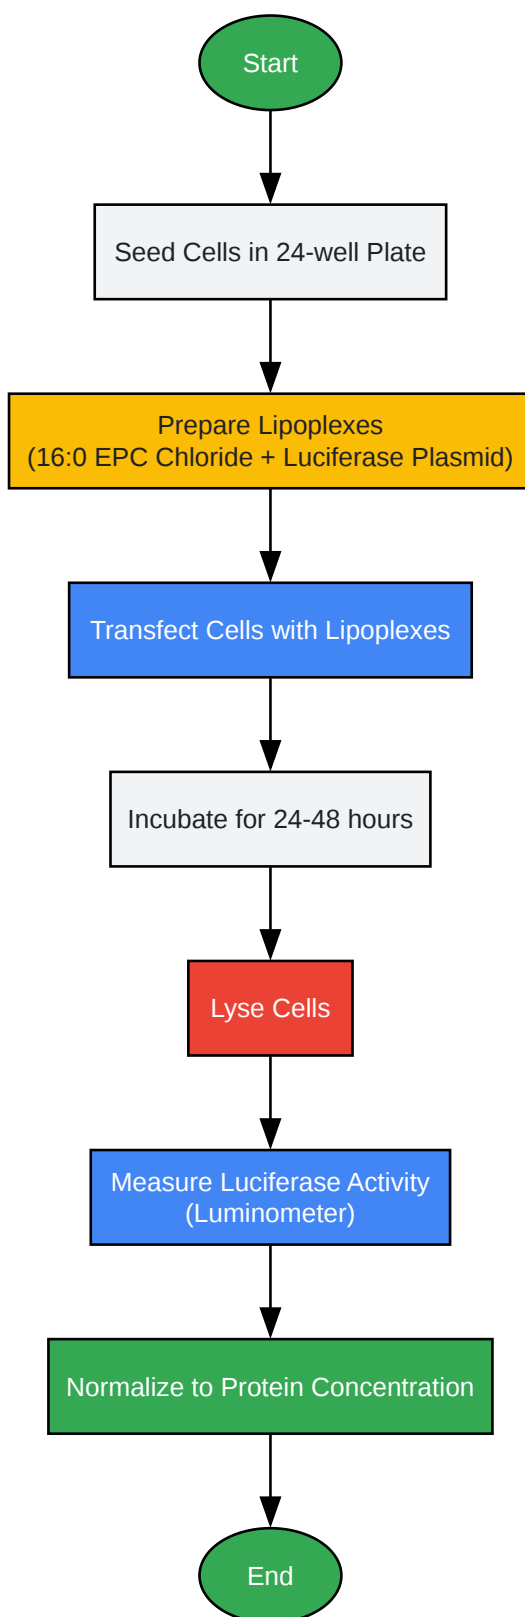 Start
Seed Cells in 24-well Plate
Prepare Lipoplexes
(16:0 EPC Chloride + Luciferase Plasmid)
Transfect Cells with Lipoplexes
Incubate for 24-48 hours
Lyse Cells
Measure Luciferase Activity
(Luminometer)
Normalize to Protein Concentration
End